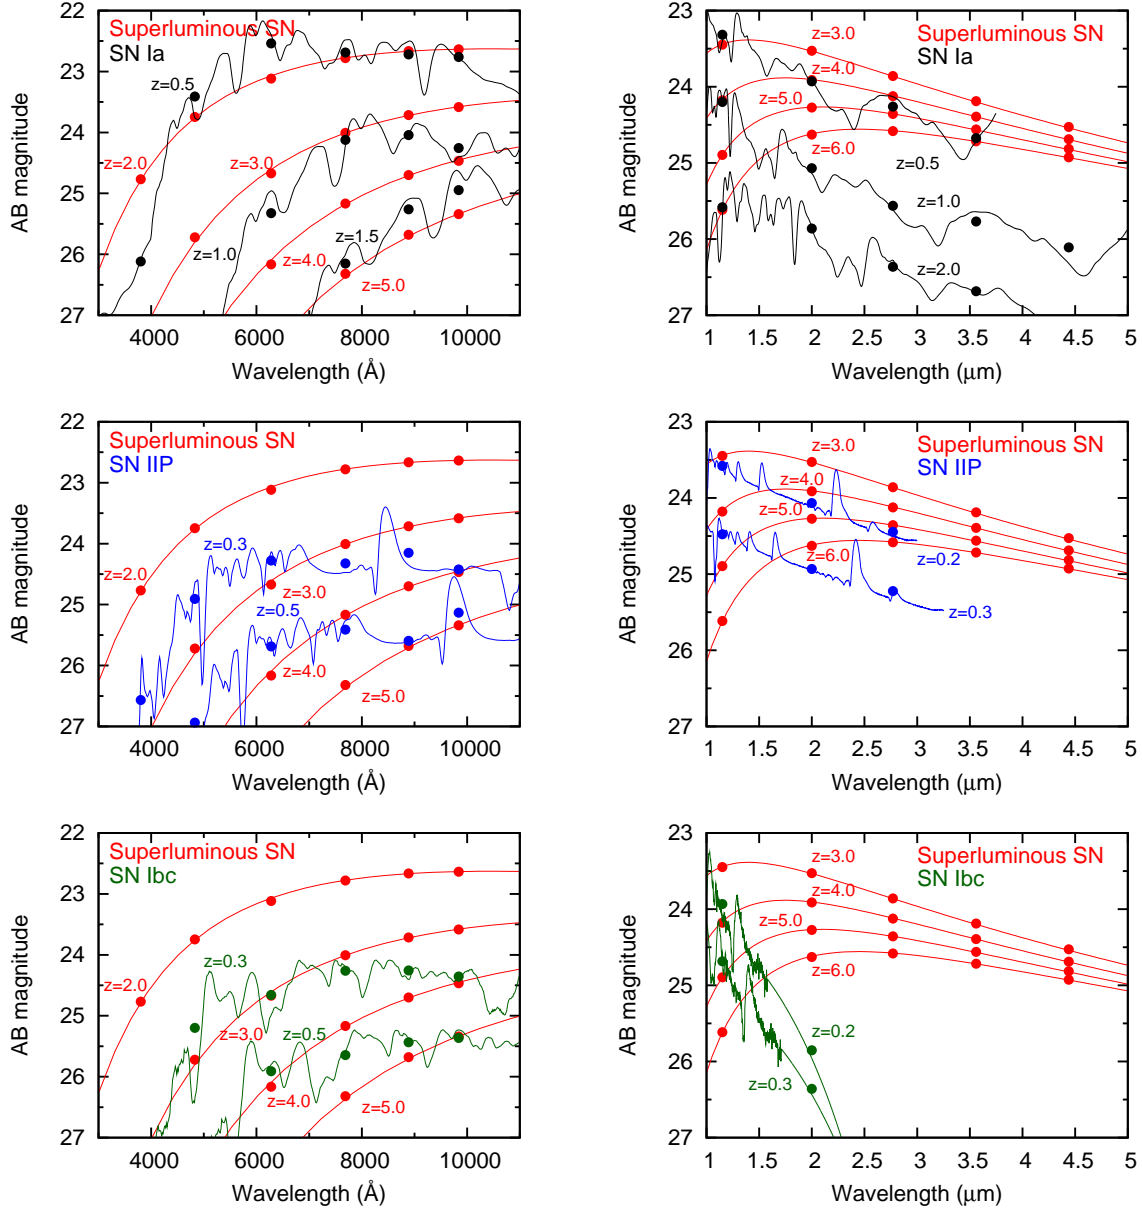 22
23
24
25
26
27
4000
6000
8000
10000
AB magnitude
Wavelength (Å)
Superluminous SN
SN Ia
z=0.5
z=2.0
z=3.0
z=1.0
z=1.5
z=4.0
z=5.0
23
24
25
26
27
1
1.5
2
2.5
3
3.5
4
4.5
5
AB magnitude
Wavelength (μm)
Superluminous SN
SN Ia
z=3.0
z=4.0
z=5.0
z=6.0
z=0.5
z=1.0
z=2.0
22
23
24
25
26
27
4000
6000
8000
10000
AB magnitude
Wavelength (Å)
Superluminous SN
SN IIP
z=0.3
z=2.0
z=3.0
z=0.5
z=4.0
z=5.0
23
24
25
26
27
1
1.5
2
2.5
3
3.5
4
4.5
5
AB magnitude
Wavelength (μm)
Superluminous SN
SN IIP
z=3.0
z=4.0
z=5.0
z=6.0
z=0.2
z=0.3
22
23
24
25
26
27
4000
6000
8000
10000
AB magnitude
Wavelength (Å)
Superluminous SN
SN Ibc
z=0.3
z=2.0
z=3.0
z=0.5
z=4.0
z=5.0
23
24
25
26
27
1
1.5
2
2.5
3
3.5
4
4.5
5
AB magnitude
Wavelength (μm)
Superluminous SN
SN Ibc
z=3.0
z=4.0
z=5.0
z=6.0
z=0.2
z=0.3